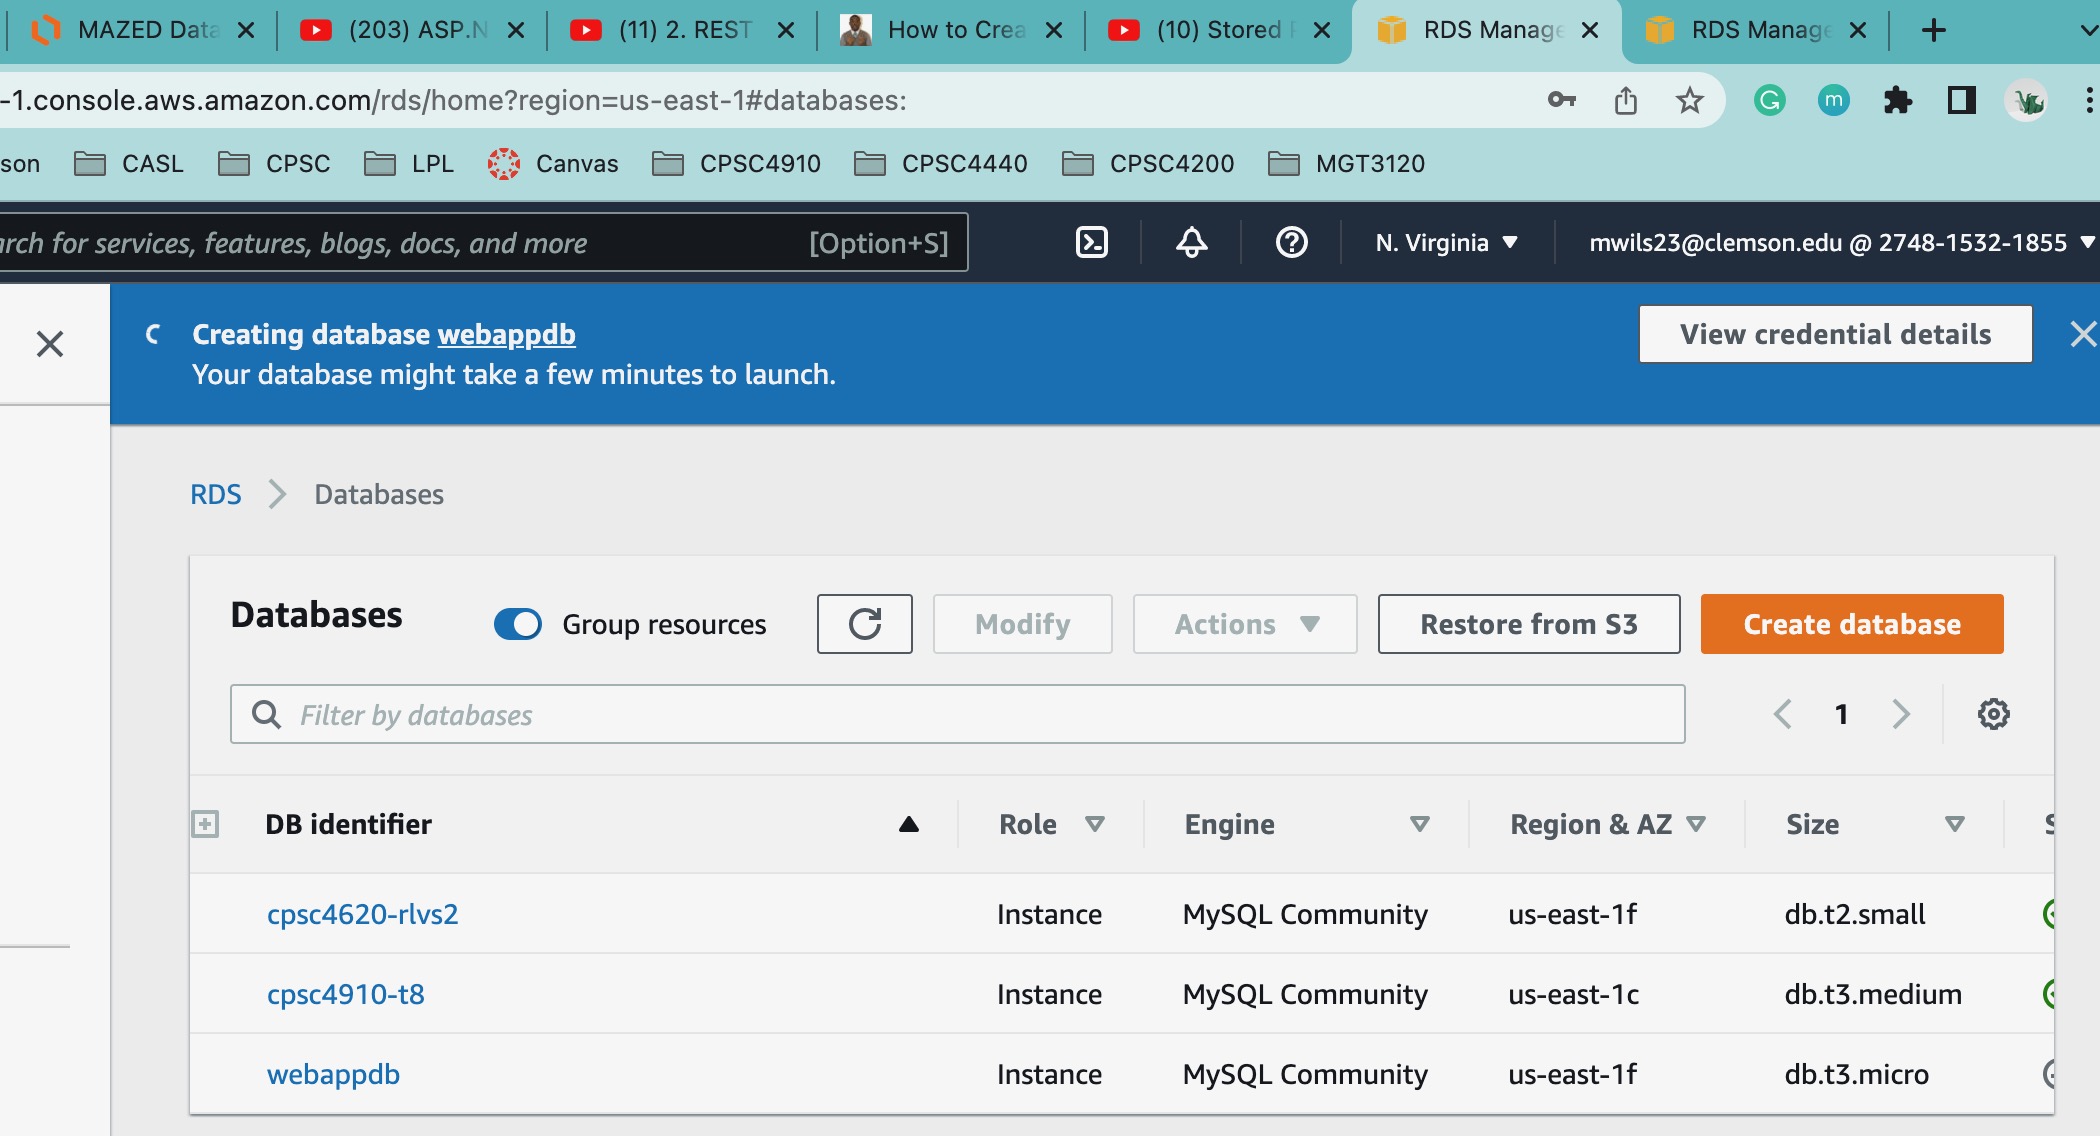 MAZED Data
(203) ASP.N
(11) 2. REST
How to Crea
(10) Stored
RDS Manage
RDS Manage
-1.console.aws.amazon.com/rds/home?region=us-east-1#databases:
G
m
son
CASL
CPSC
LPL
Canvas
CPSC4910
CPSC4440
CPSC4200
MGT3120
arch for services, features, blogs, docs, and more
[Option+S]
N. Virginia
mwils23@clemson.edu @ 2748-1532-1855
Creating database webappdb
Your database might take a few minutes to launch.
View credential details
RDS
Databases
Databases
Group resources
Modify
Actions
Restore from S3
Create database
Filter by databases
1
DB identifier Role Engine Region & AZ Size
cpsc4620-rlvs2 Instance MySQL Community us-east-1f db.t2.small
cpsc4910-t8 Instance MySQL Community us-east-1c db.t3.medium
webappdb Instance MySQL Community us-east-1f db.t3.micro